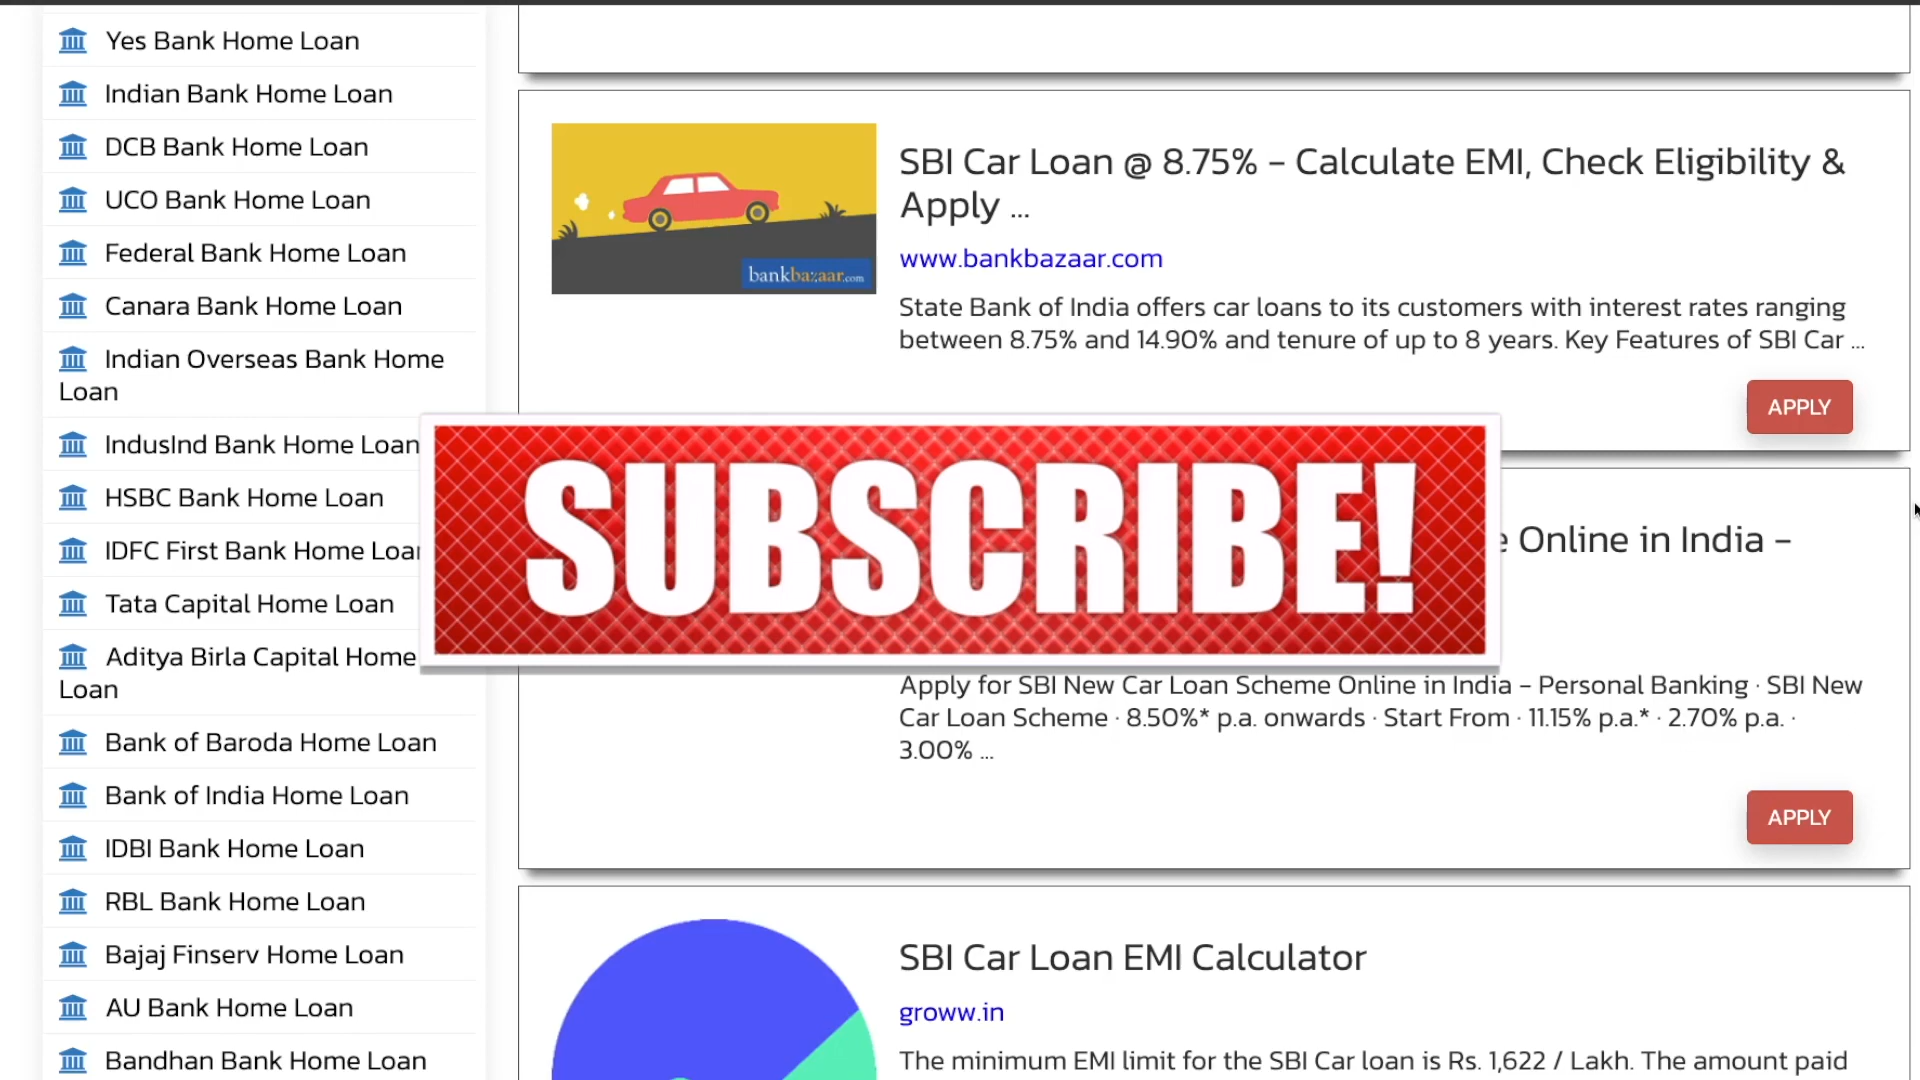 Yes Bank Home Loan
Indian Bank Home Loan
DCB Bank Home Loan
UCO Bank Home Loan
Federal Bank Home Loan
Canara Bank Home Loan
Indian Overseas Bank Home
Loan
IndusInd Bank Home Loan
HSBC Bank Home Loan
IDFC First Bank Home Loan
Tata Capital Home Loan
Aditya Birla Capital Home
Loan
Bank of Baroda Home Loan
Bank of India Home Loan
IDBI Bank Home Loan
RBL Bank Home Loan
Bajaj Finserv Home Loan
AU Bank Home Loan
Bandhan Bank Home Loan
bankbazaar.com
SBI Car Loan @ 8.75% – Calculate EMI, Check Eligibility &
Apply ...
www.bankbazaar.com
State Bank of India offers car loans to its customers with interest rates ranging
between 8.75% and 14.90% and tenure of up to 8 years. Key Features of SBI Car ...
APPLY
SUBSCRIBE!
Online in India –
Apply for SBI New Car Loan Scheme Online in India – Personal Banking · SBI New
Car Loan Scheme · 8.50%* p.a. onwards · Start From · 11.15% p.a.* · 2.70% p.a. ·
3.00% ...
APPLY
SBI Car Loan EMI Calculator
groww.in
The minimum EMI limit for the SBI Car loan is Rs. 1,622 / Lakh. The amount paid